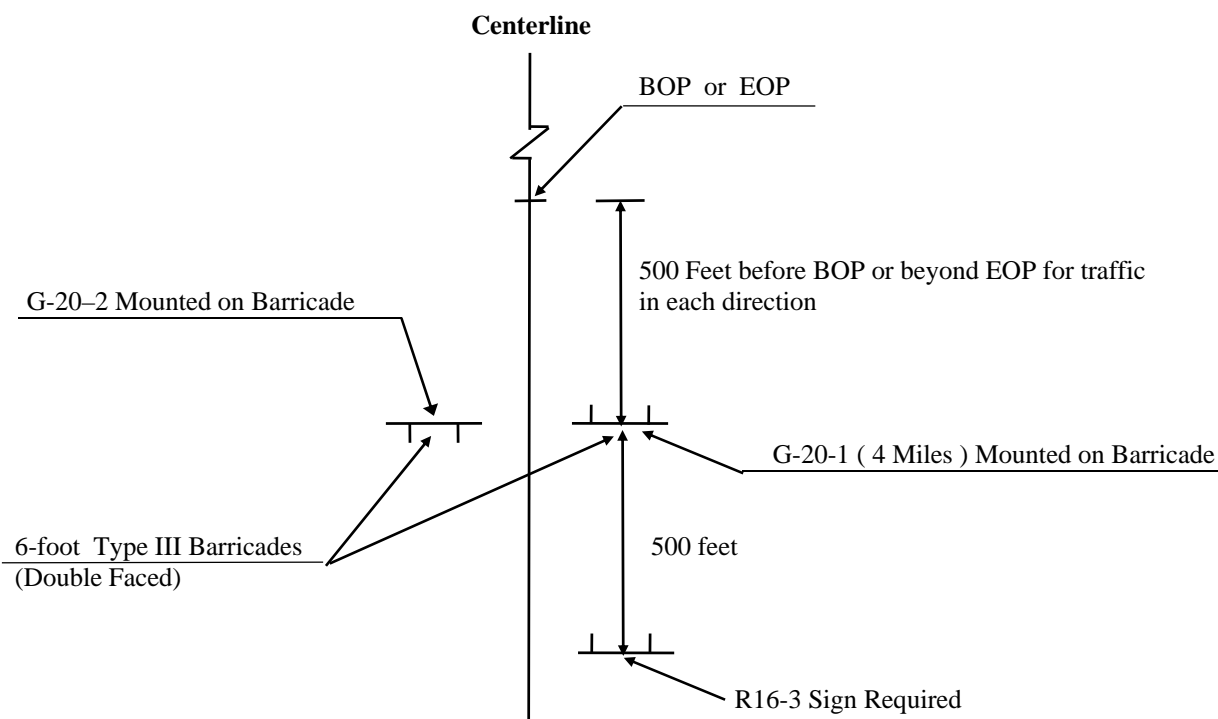 Centerline
BOP or EOP
500 Feet before BOP or beyond EOP for traffic
in each direction
G-20–2 Mounted on Barricade
G-20-1 ( 4 Miles ) Mounted on Barricade
6-foot Type III Barricades
(Double Faced)
500 feet
R16-3 Sign Required